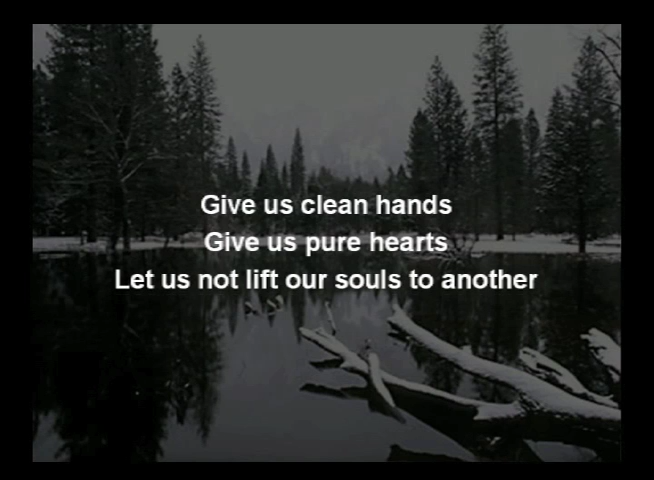 Give us clean hands
Give us pure hearts
Let us not lift our souls to another